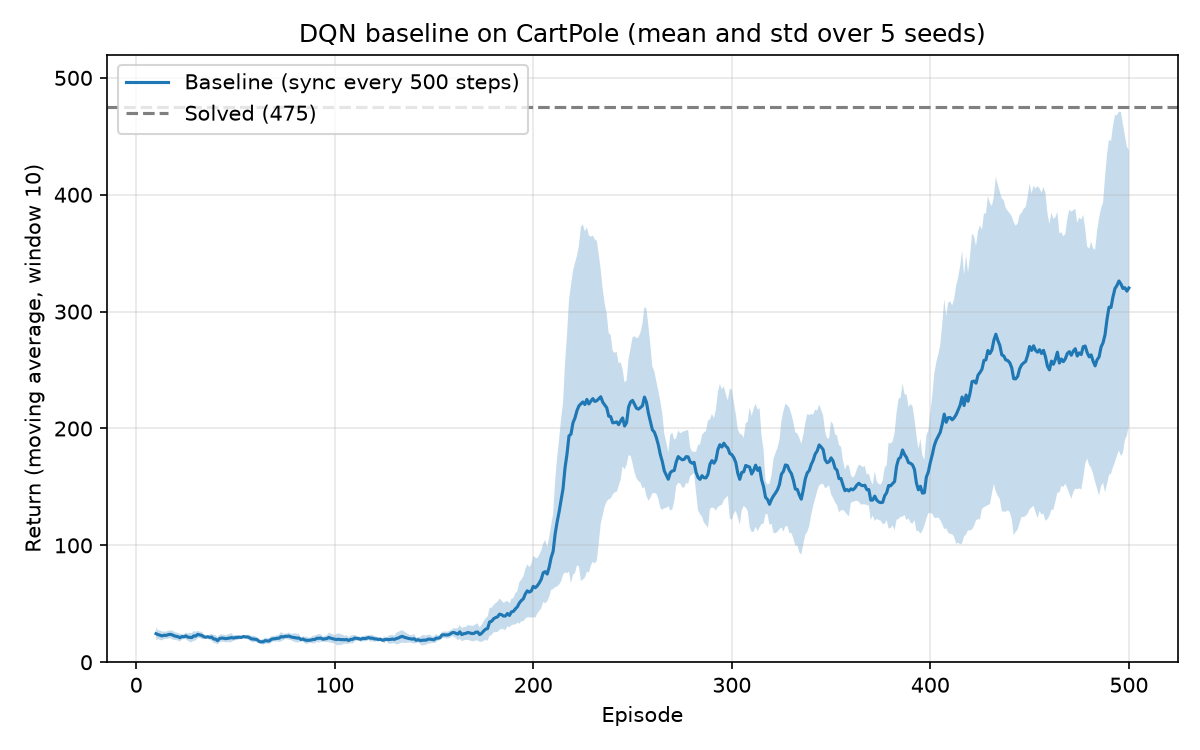 DQN baseline on CartPole (mean and std over 5 seeds)
Baseline (sync every 500 steps)
Solved (475)
Return (moving average, window 10)
500
400
300
200
100
0
0 100 200 300 400 500
Episode